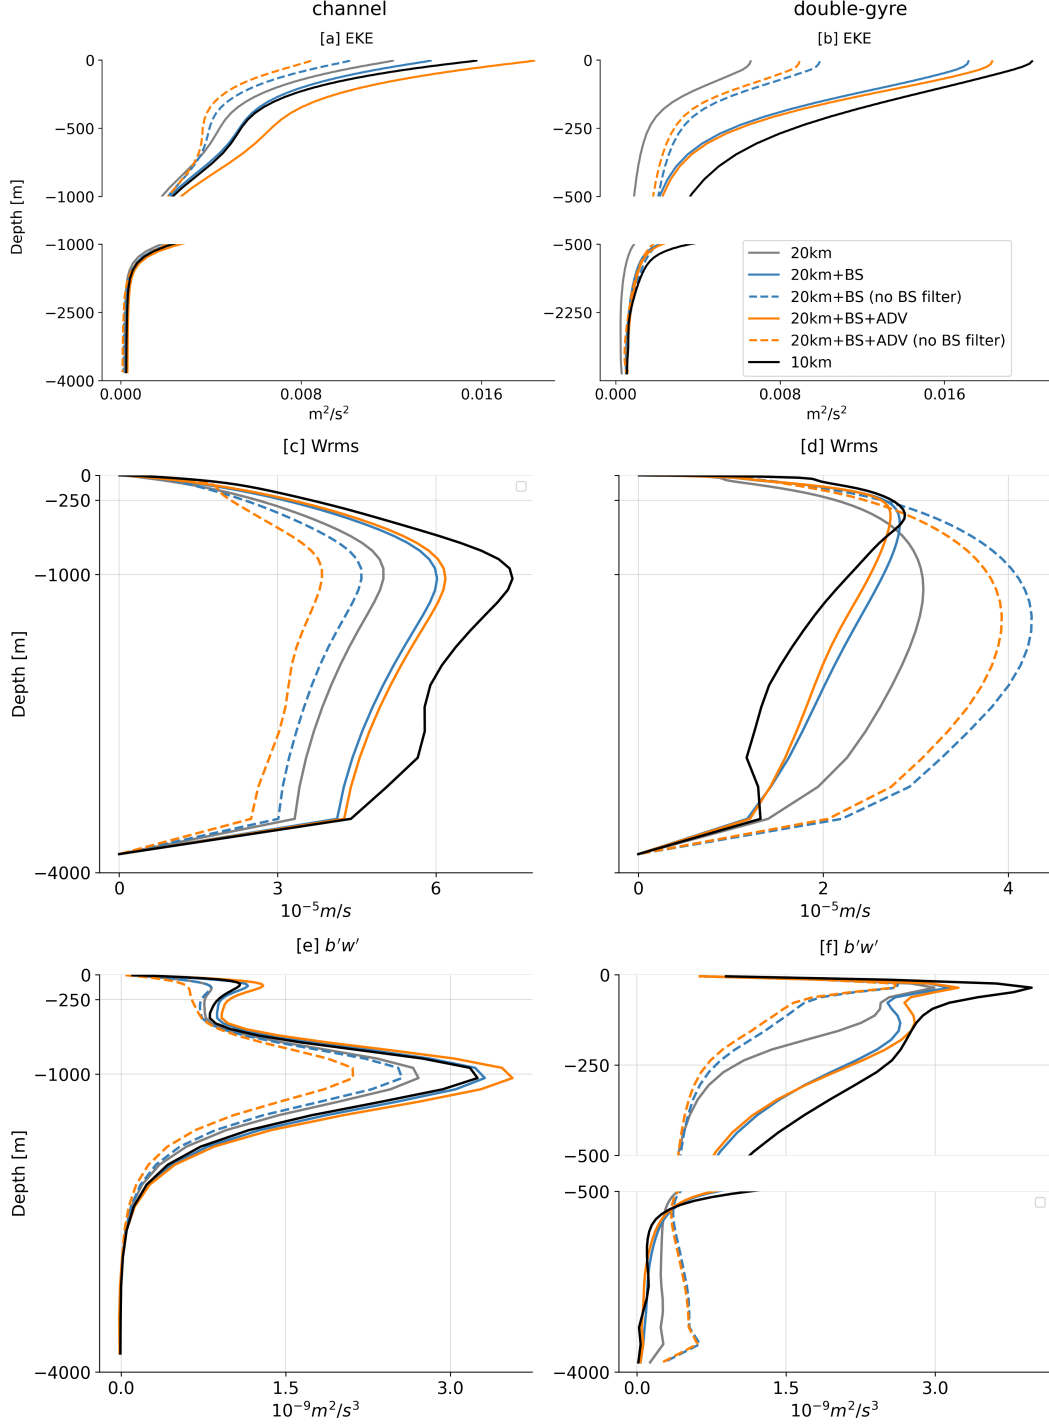 channel
double-gyre
[a] EKE
[b] EKE
0
−500
−1000
0
−250
−500
Depth [m]
−1000
−2500
−4000
−500
−2250
20km
20km+BS
20km+BS (no BS filter)
20km+BS+ADV
20km+BS+ADV (no BS filter)
10km
0.000
0.008
0.016
0.000
0.008
0.016
m²/s²
m²/s²
[c] Wrms
[d] Wrms
0
−250
−1000
−4000
Depth [m]
0
3
6
0
2
4
10⁻⁵m/s
10⁻⁵m/s
[e] b′w′
[f] b′w′
0
−250
−1000
−4000
Depth [m]
0
−250
−500
−500
−4000
0.0
1.5
3.0
0.0
1.5
3.0
10⁻⁹m²/s³
10⁻⁹m²/s³